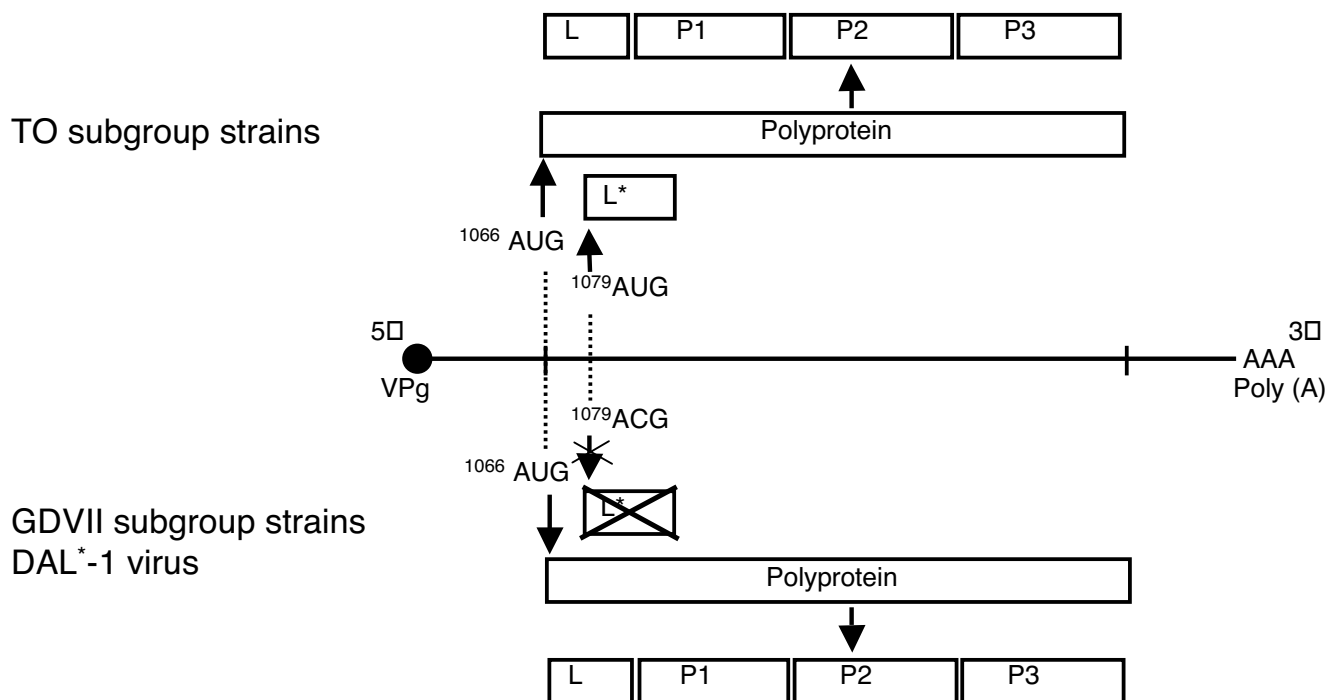 L P1 P2 P3
TO subgroup strains
Polyprotein
L*
1066 AUG
1079AUG
5□ 3□
VPg
AAA
Poly (A)
1079ACG
1066 AUG
L*
GDVII subgroup strains
DAL*-1 virus
Polyprotein
L P1 P2 P3